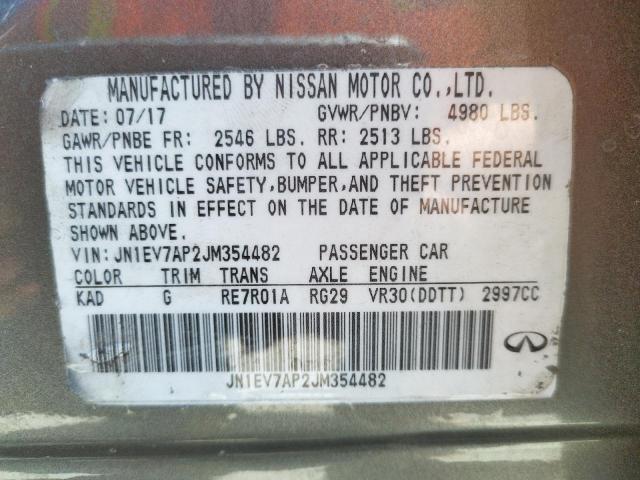 MANUFACTURED BY NISSAN MOTOR CO.,LTD.
DATE: 07/17 GVWR/PNBV: 4980 LBS.
GAWR/PNBE FR: 2546 LBS. RR: 2513 LBS.
THIS VEHICLE CONFORMS TO ALL APPLICABLE FEDERAL
MOTOR VEHICLE SAFETY,BUMPER,AND THEFT PREVENTION
STANDARDS IN EFFECT ON THE DATE OF MANUFACTURE
SHOWN ABOVE.
VIN:JN1EV7AP2JM354482 PASSENGER CAR
COLOR TRIM TRANS AXLE ENGINE
KAD G RE7R01A RG29 VR30(DDTT) 2997CC
JN1EV7AP2JM354482